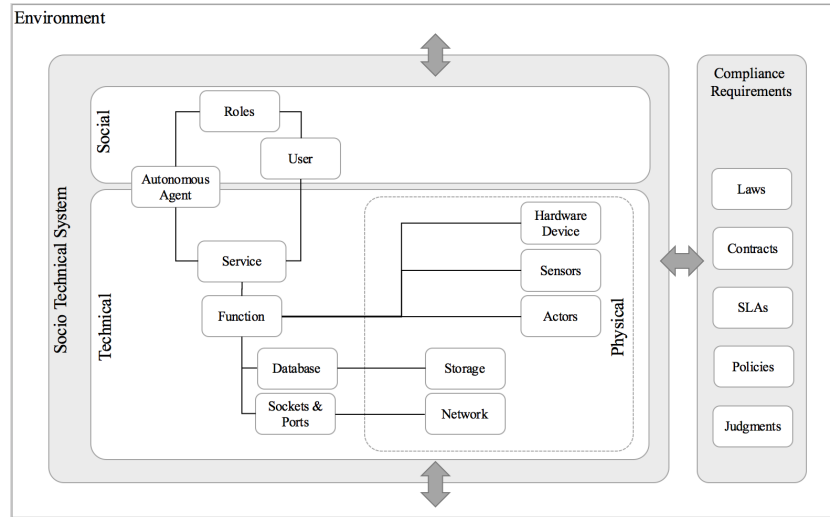 Environment
Socio Technical System
Social
Roles
User
Autonomous
Agent
Technical
Service
Function
Database
Sockets &
Ports
Physical
Hardware
Device
Sensors
Actors
Storage
Network
Compliance
Requirements
Laws
Contracts
SLAs
Policies
Judgments